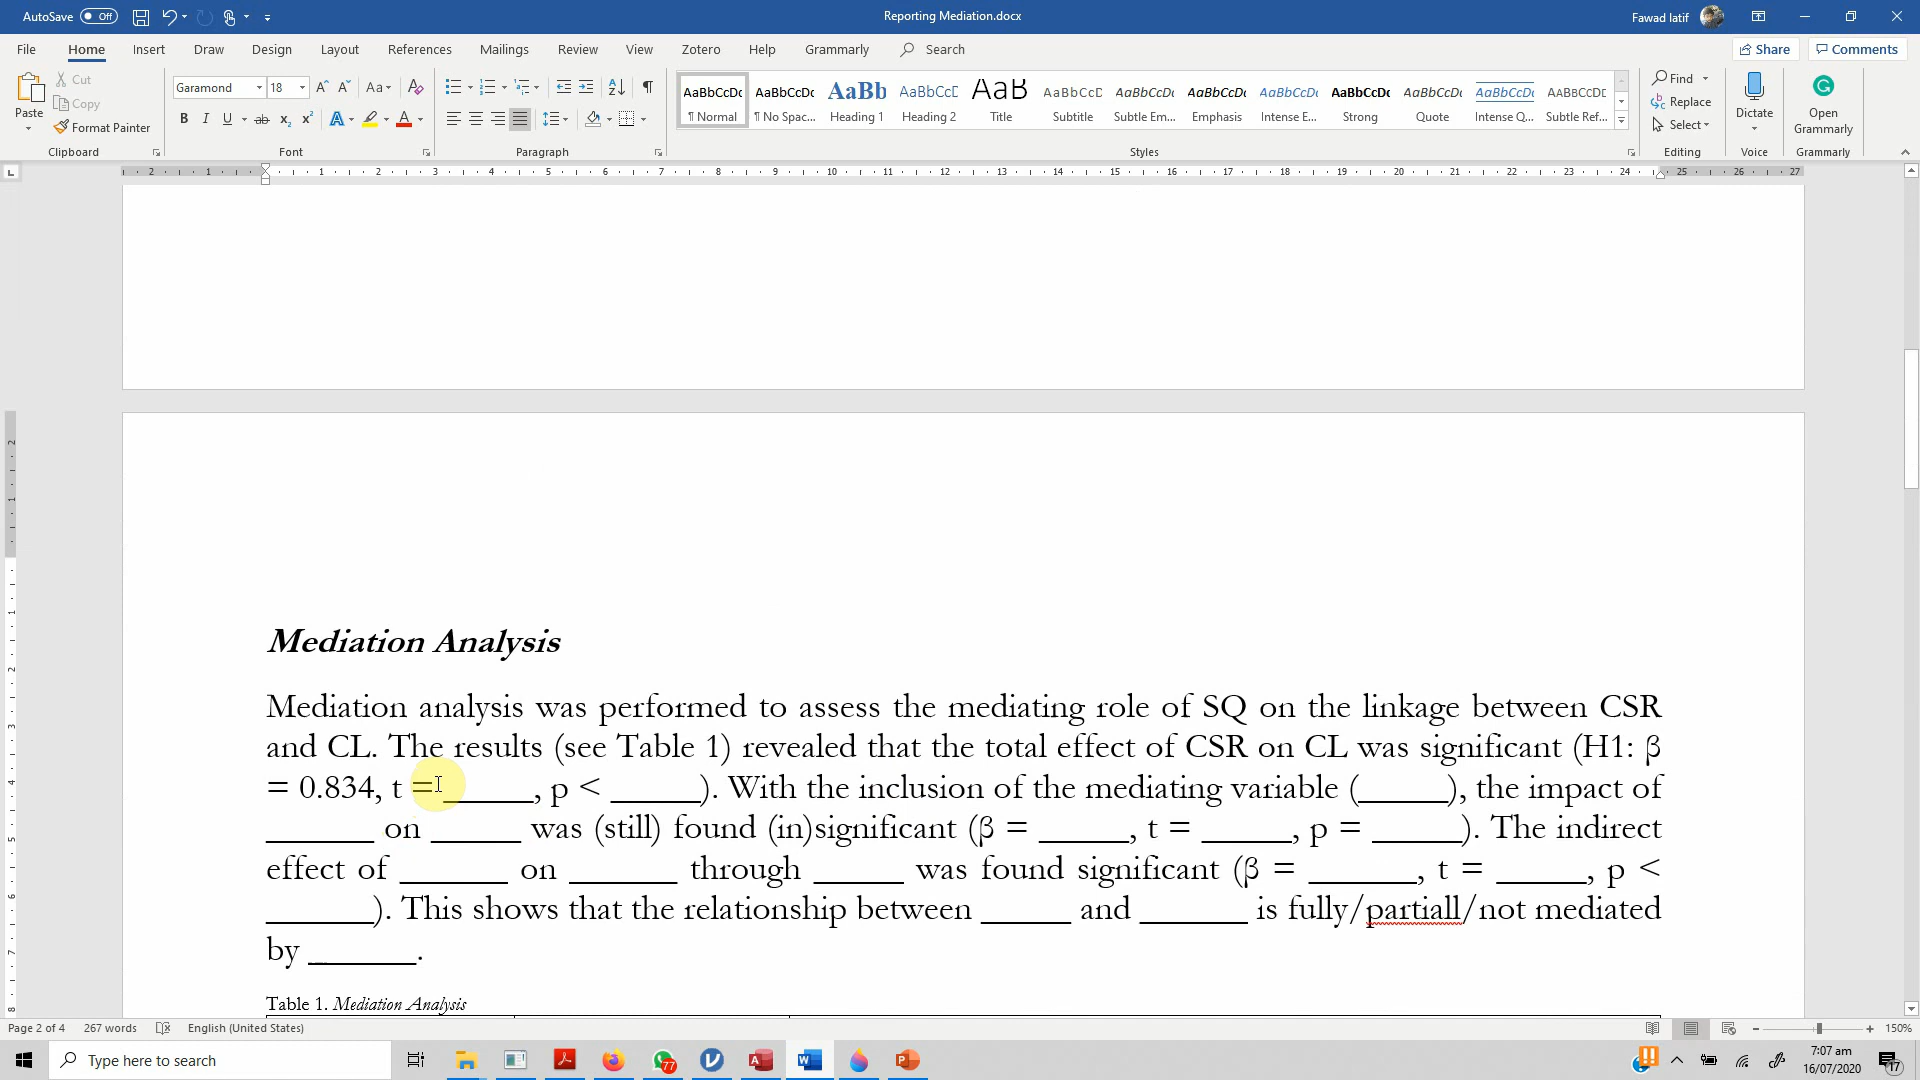 AutoSave Off
Reporting Mediation.docx
Fawad latif
File Home Insert Draw Design Layout References Mailings Review View Zotero Help Grammarly Search
Share Comments
Paste
Cut
Copy
Format Painter
Clipboard
Garamond 18
Font
Paragraph
AaBbCcDc AaBbCcDc AaBb AaBbCcD AaB AaBbCcD AaBbCcDc AaBbCcDc AaBbCcDc AaBbCcDc AaBbCcDc AaBbCcDc AABBCCDD
¶ Normal ¶ No Spac... Heading 1 Heading 2 Title Subtitle Subtle Em... Emphasis Intense E... Strong Quote Intense Q... Subtle Ref...
Styles
Find
Replace
Select
Editing
Dictate
Voice
Open Grammarly
Grammarly
Mediation Analysis
Mediation analysis was performed to assess the mediating role of SQ on the linkage between CSR
and CL. The results (see Table 1) revealed that the total effect of CSR on CL was significant (H1: β
= 0.834, t = _____, p < _____). With the inclusion of the mediating variable (_____), the impact of
______ on _____ was (still) found (in)significant (β = _____, t = _____, p = _____). The indirect
effect of ______ on ______ through _____ was found significant (β = ______, t = _____, p <
______). This shows that the relationship between _____ and ______ is fully/partiall/not mediated
by ______.
Table 1. Mediation Analysis
Page 2 of 4 267 words English (United States)
150%
Type here to search
77
7:07 am
16/07/2020
17